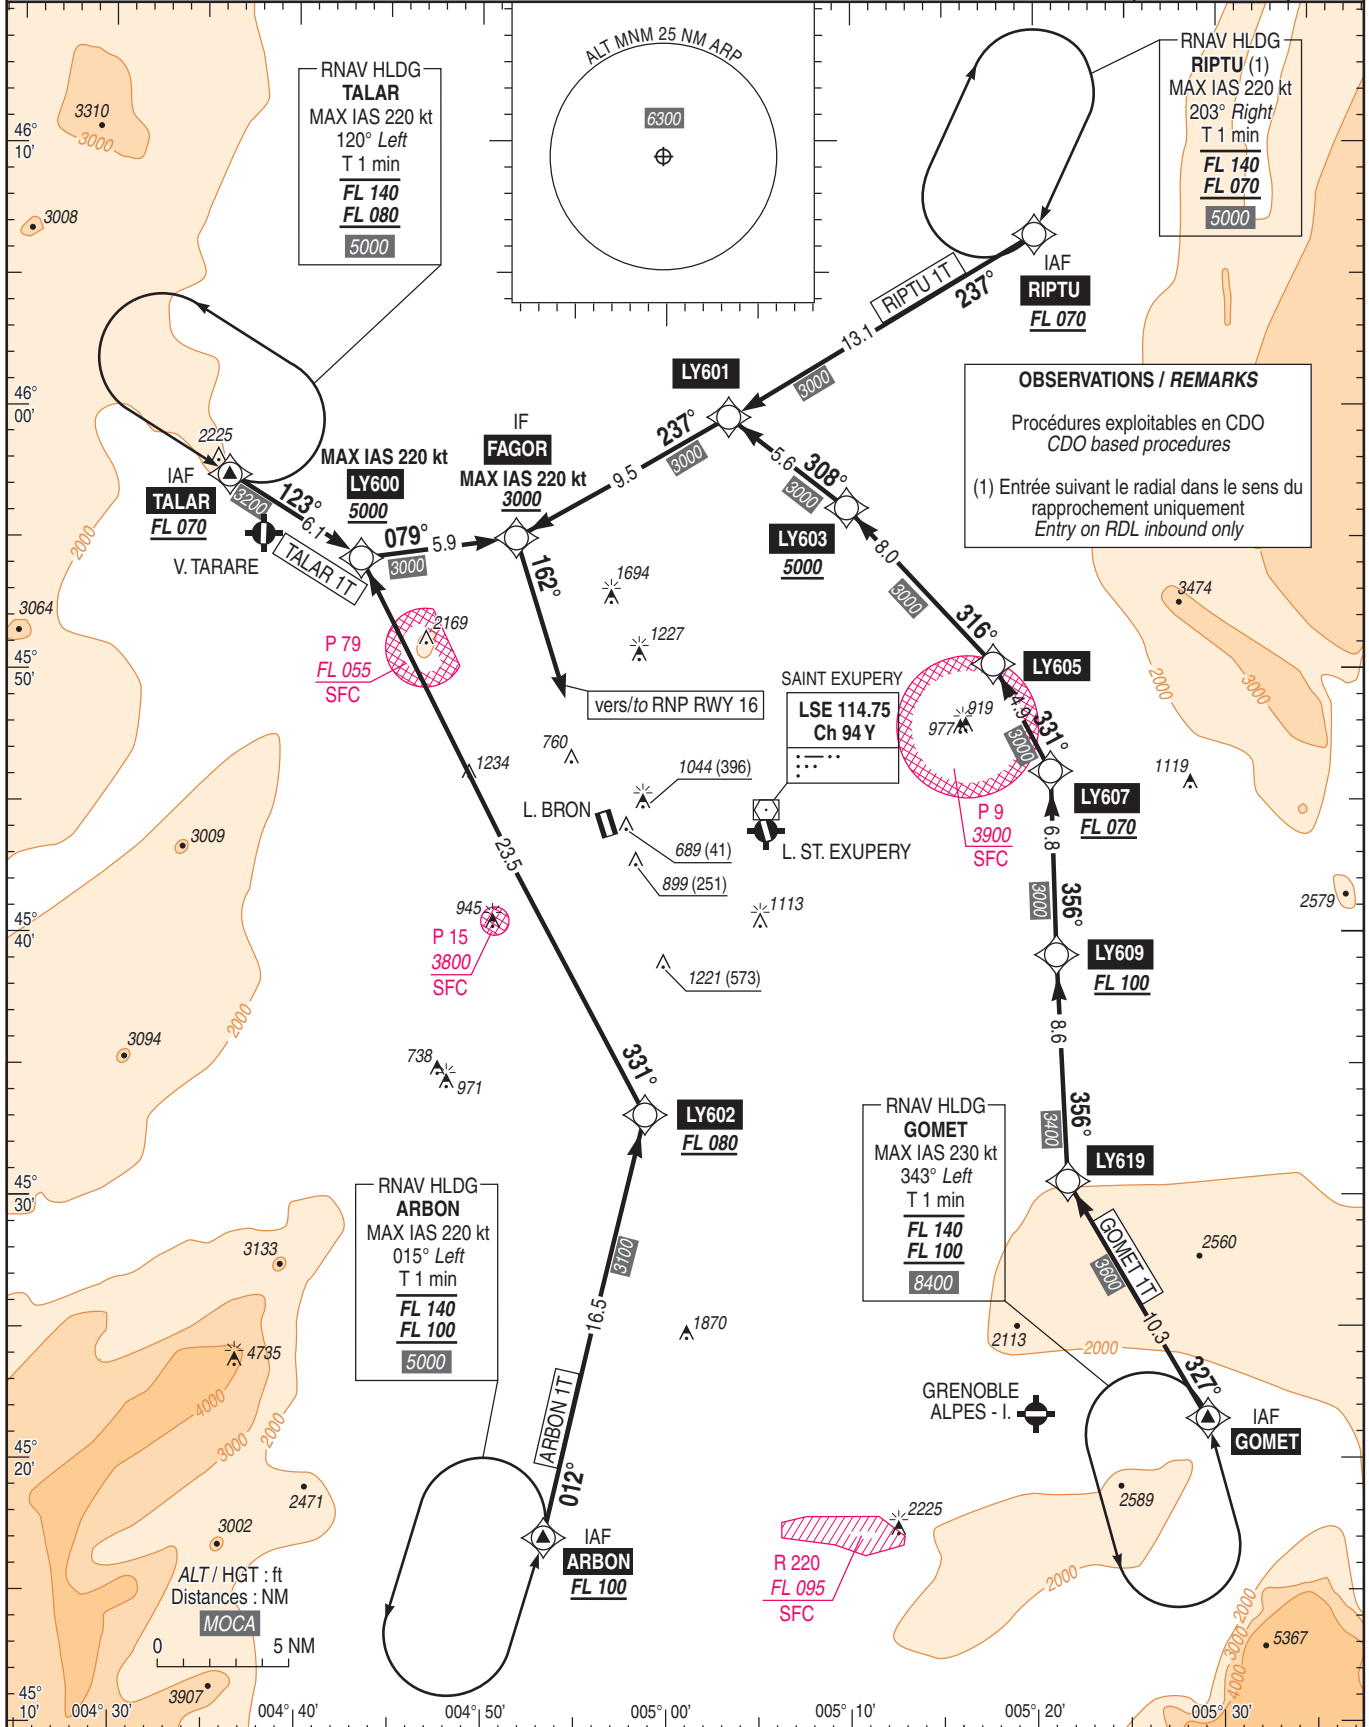 ALT MNM 25 NM ARP
6300
RNAV HLDG
TALAR
MAX IAS 220 kt
120° Left
T 1 min
FL 140
FL 080
5000
RNAV HLDG
RIPTU (1)
MAX IAS 220 kt
203° Right
T 1 min
FL 140
FL 070
5000
3310
3000
46°
10'
3008
IAF
RIPTU
FL 070
RIPTU 1T
237°
13.1
3000
LY601
46°
00'
OBSERVATIONS / REMARKS
Procédures exploitables en CDO
CDO based procedures
(1) Entrée suivant le radial dans le sens du
rapprochement uniquement
Entry on RDL inbound only
237°
9.5
3000
IF
FAGOR
MAX IAS 220 kt
3000
MAX IAS 220 kt
LY600
5000
2225
IAF
TALAR
FL 070
3200
123°
6.1
TALAR 1T
V. TARARE
079°
5.9
3000
5.6
308°
3000
LY603
5000
8.0
3000
316°
2000
162°
1694
1227
3064
2169
P 79
FL 055
SFC
3474
2000
3000
45°
50'
LY605
vers/to RNP RWY 16
SAINT EXUPERY
LSE 114.75
Ch 94 Y
919
977
4.9
331°
3000
LY607
FL 070
1119
760
1234
1044 (396)
L. BRON
689 (41)
899 (251)
L. ST. EXUPERY
P 9
3900
SFC
3009
23.5
6.8
3000
356°
2579
945
P 15
3800
SFC
45°
40'
1113
1221 (573)
LY609
FL 100
2000
3094
738
971
331°
LY602
FL 080
8.6
356°
3400
LY619
RNAV HLDG
GOMET
MAX IAS 230 kt
343° Left
T 1 min
FL 140
FL 100
8400
45°
30'
RNAV HLDG
ARBON
MAX IAS 220 kt
015° Left
T 1 min
FL 140
FL 100
5000
3133
3100
16.5
1870
GOMET 1T
3600
10.3
327°
2560
2113
2000
4735
4000
3000
2000
ARBON 1T
012°
GRENOBLE
ALPES - I.
IAF
GOMET
45°
20'
2471
3002
2589
2225
R 220
FL 095
SFC
2000
IAF
ARBON
FL 100
ALT / HGT : ft
Distances : NM
MOCA
0 5 NM
3907
5367
2000
3000
4000
45°
10'
004° 30'
004° 40'
004° 50'
005° 00'
005° 10'
005° 20'
005° 30'